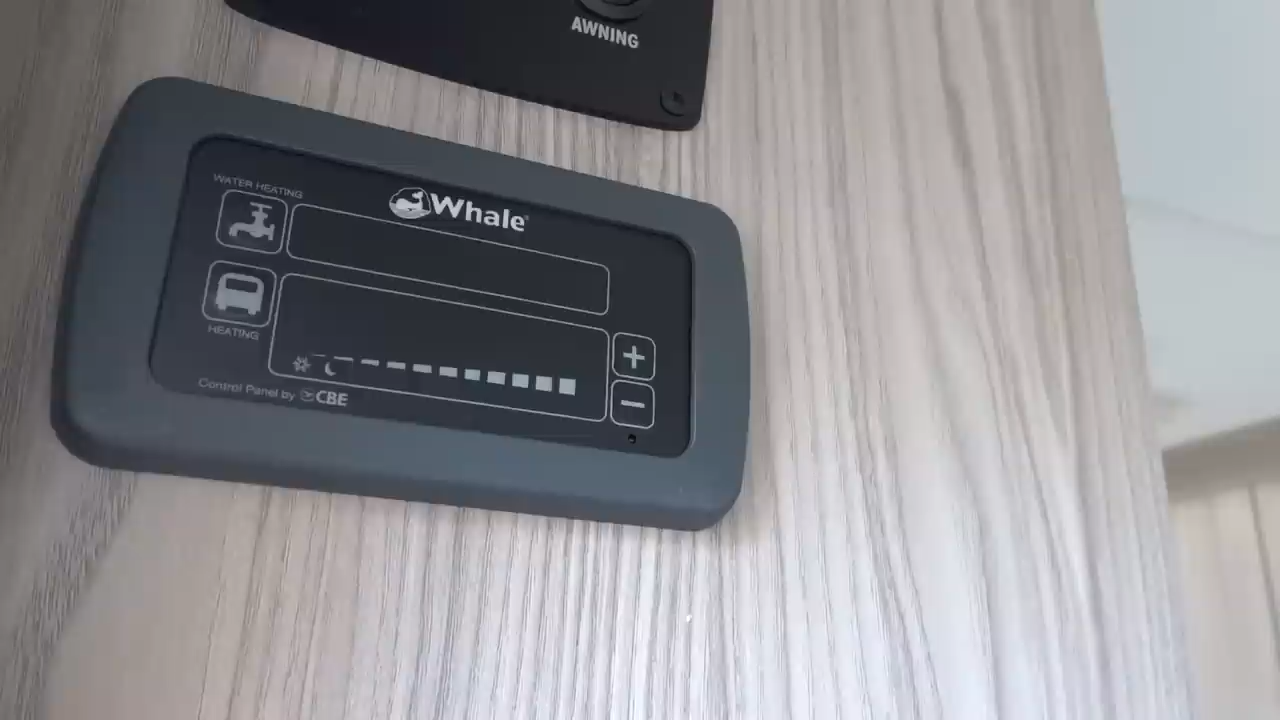 AWNING
WATER HEATING
Whale
HEATING
+
−
Control Panel by CBE